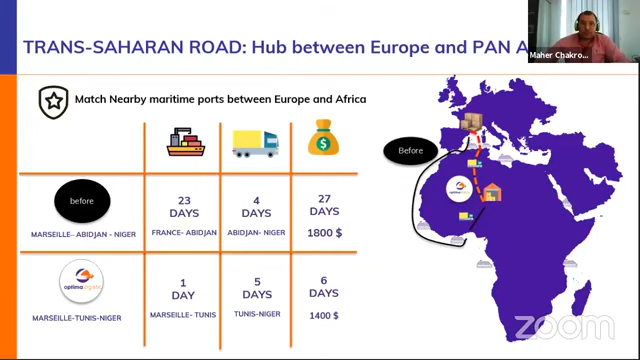 TRANS-SAHARAN ROAD: Hub between Europe and PAN A
Maher Chakro...
Match Nearby maritime ports between Europe and Africa
$
Before
before
23
DAYS
4
DAYS
27
DAYS
MARSEILLE- ABIDJAN - NIGER
FRANCE- ABIDJAN
ABIDJAN- NIGER
1800 $
optimalogistic
1
DAY
5
DAYS
6
DAYS
MARSEILLE-TUNIS-NIGER
MARSEILLE- TUNIS
TUNIS-NIGER
1400 $
zoom